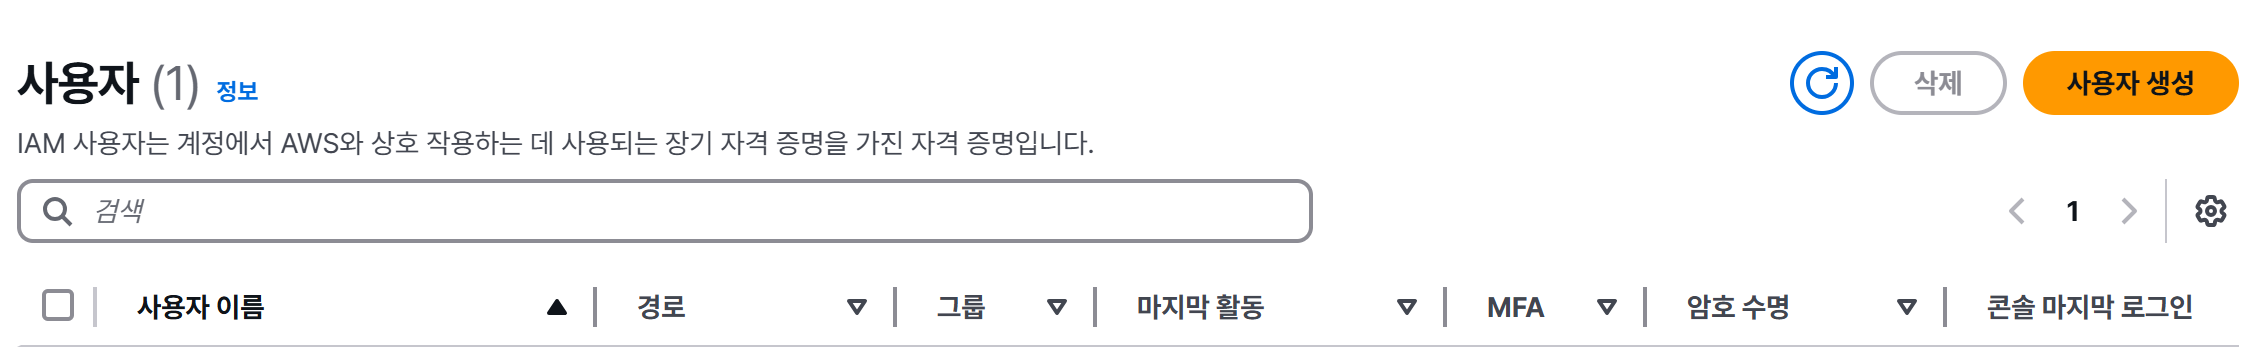 사용자 (1) 정보
삭제
사용자 생성
IAM 사용자는 계정에서 AWS와 상호 작용하는 데 사용되는 장기 자격 증명을 가진 자격 증명입니다.
검색
1
사용자 이름 경로 그룹 마지막 활동 MFA 암호 수명 콘솔 마지막 로그인